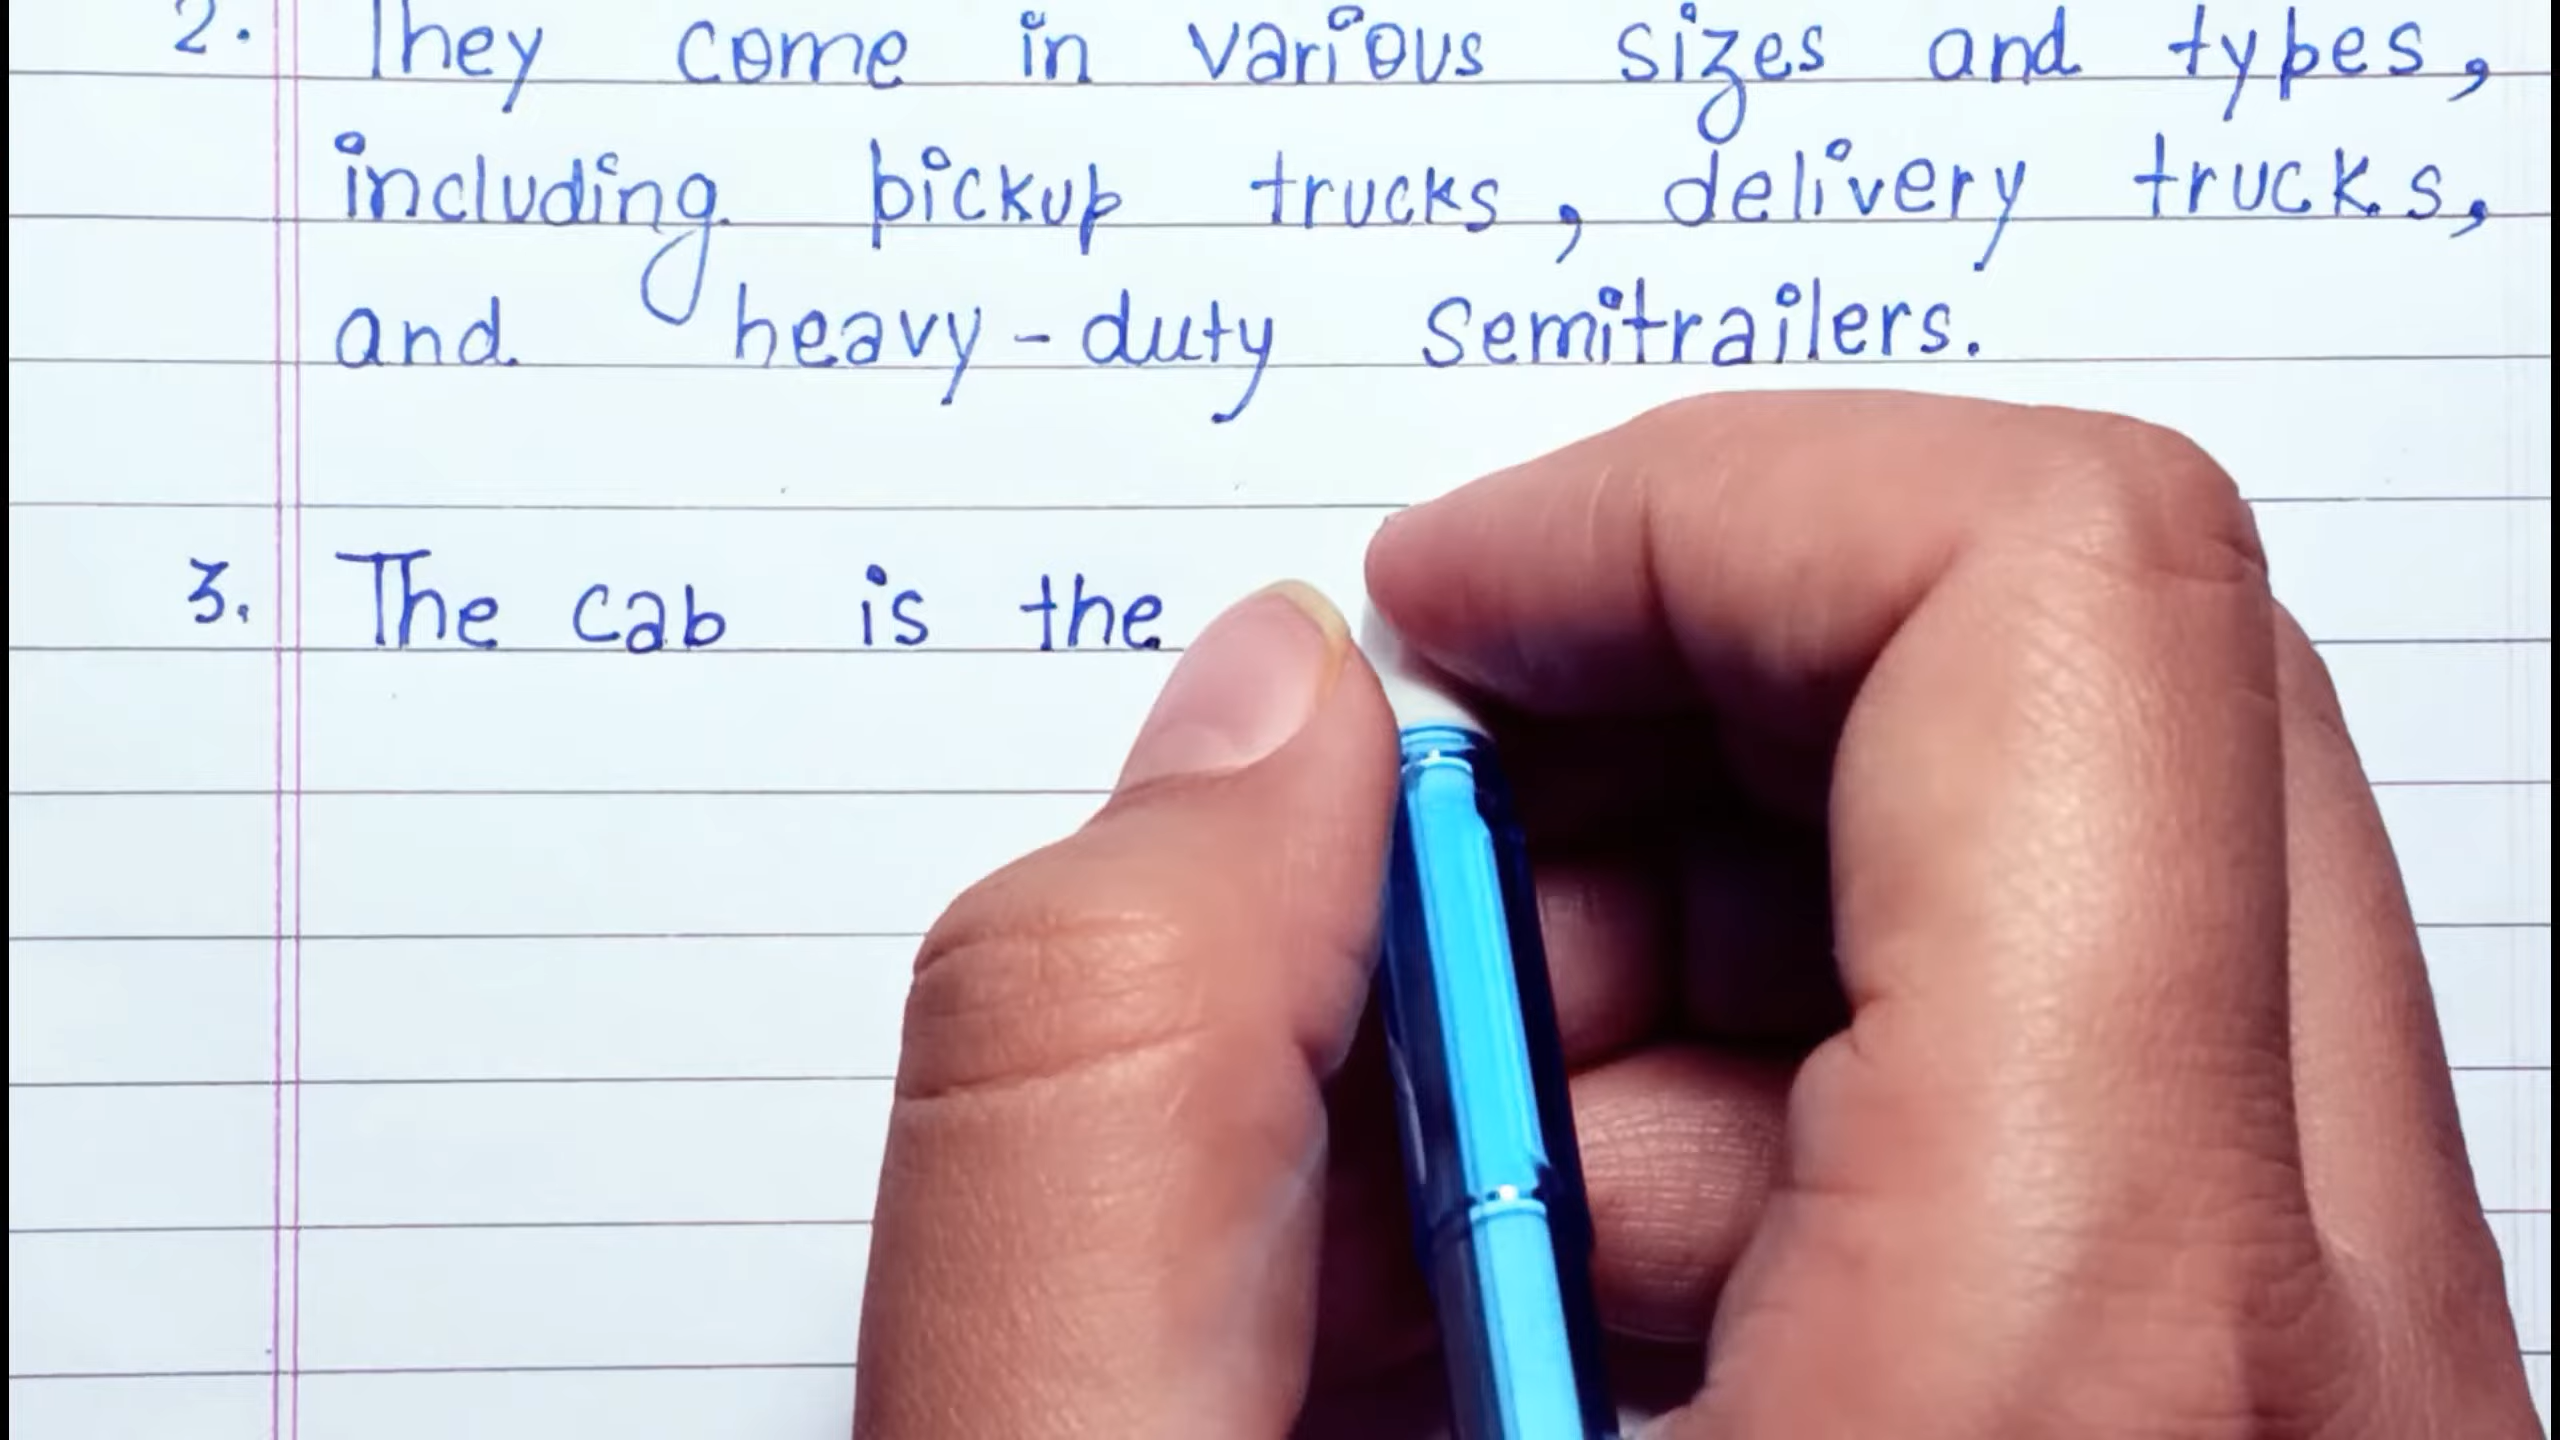 2. They come in various sizes and types,
including pickup trucks, delivery trucks,
and heavy-duty semitrailers.
3. The cab is the